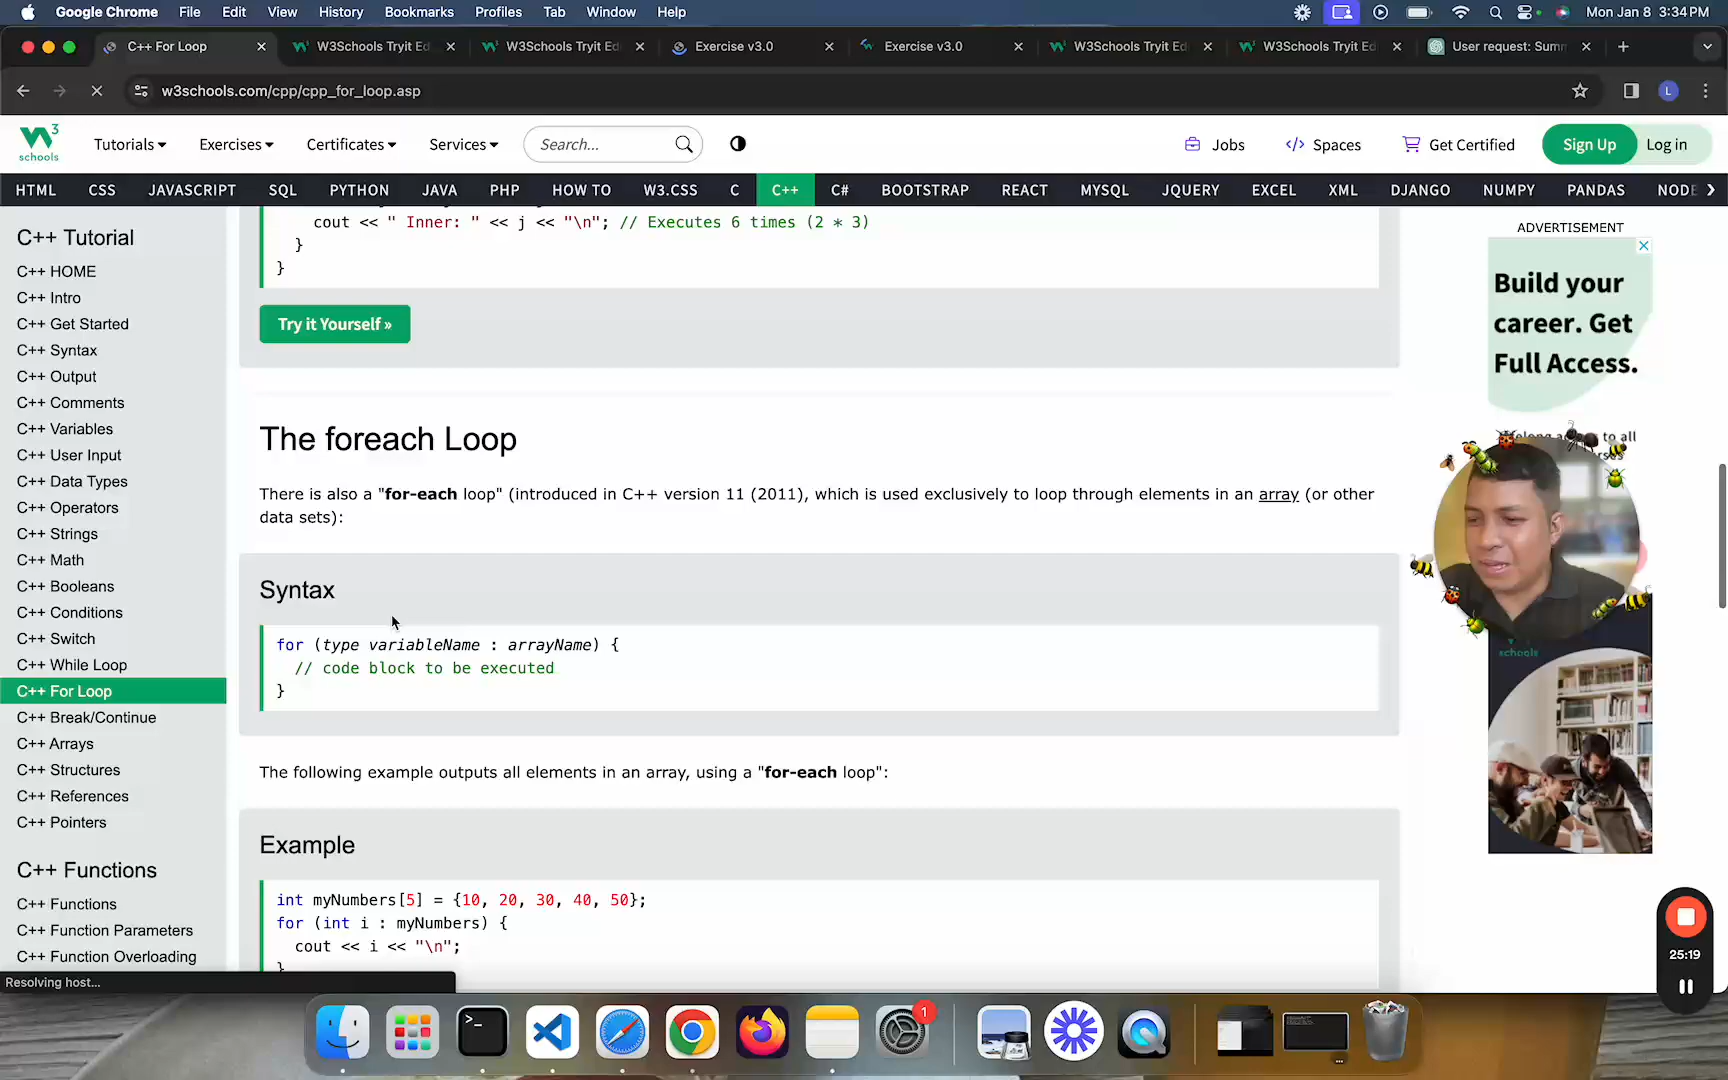 Google Chrome File Edit View History Bookmarks Profiles Tab Window Help
Mon Jan 8 3:34 PM
C++ For Loop
W3Schools Tryit Ed
W3Schools Tryit Ed
Exercise v3.0
Exercise v3.0
W3Schools Tryit Ed
W3Schools Tryit Ed
User request: Summ
w3schools.com/cpp/cpp_for_loop.asp
L
W3
schools
Tutorials
Exercises
Certificates
Services
Search...
Jobs
Spaces
Get Certified
Sign Up
Log in
HTML CSS JAVASCRIPT SQL PYTHON JAVA PHP HOW TO W3.CSS C C++ C# BOOTSTRAP REACT MYSQL JQUERY EXCEL XML DJANGO NUMPY PANDAS NODE
C++ Tutorial
C++ HOME
C++ Intro
C++ Get Started
C++ Syntax
C++ Output
C++ Comments
C++ Variables
C++ User Input
C++ Data Types
C++ Operators
C++ Strings
C++ Math
C++ Booleans
C++ Conditions
C++ Switch
C++ While Loop
C++ For Loop
C++ Break/Continue
C++ Arrays
C++ Structures
C++ References
C++ Pointers
C++ Functions
C++ Functions
C++ Function Parameters
C++ Function Overloading
Resolving host...
cout << " Inner: " << j << "\n"; // Executes 6 times (2 * 3)
}
}
Try it Yourself »
The foreach Loop
There is also a "for-each loop" (introduced in C++ version 11 (2011), which is used exclusively to loop through elements in an array (or other
data sets):
Syntax
for (type variableName : arrayName) {
// code block to be executed
}
The following example outputs all elements in an array, using a "for-each loop":
Example
int myNumbers[5] = {10, 20, 30, 40, 50};
for (int i : myNumbers) {
cout << i << "\n";
}
ADVERTISEMENT
Build your
career. Get
Full Access.
to all
schools
25:19
1